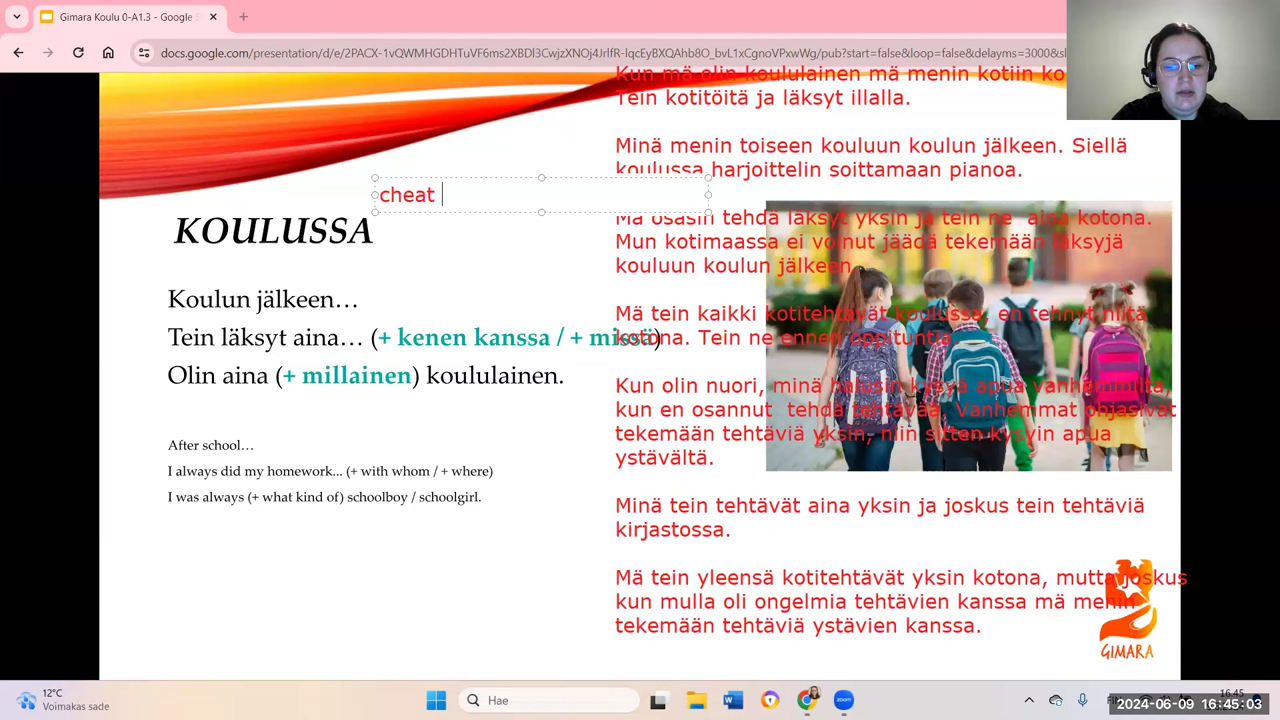 Gimara Koulu 0-A1.3 - Google S
docs.google.com/presentation/d/e/2PACX-1vQWMHGDHTuVF6ms2XBDl3CwjzXNOj4JrlfR-lqcEyBXQAhb8O_bvL1xCgnoVPxwWg/pub?start=false&loop=false&delayms=3000&sl
Kun mä olin koululainen mä menin kotiin ko
Tein kotitöitä ja läksyt illalla.
Minä menin toiseen kouluun koulun jälkeen. Siellä
koulussa harjoittelin soittamaan pianoa.
cheat
Mä osasin tehdä läksyt yksin ja tein ne aina kotona.
Mun kotimaassa ei voinut jäädä tekemään läksyjä
kouluun koulun jälkeen
KOULUSSA
Koulun jälkeen…
Tein läksyt aina… (+ kenen kanssa / + missä)
Olin aina (+ millainen) koululainen.
After school…
I always did my homework... (+ with whom / + where)
I was always (+ what kind of) schoolboy / schoolgirl.
Mä tein kaikki kotitehtävät koulussa, en tehnyt niitä
kotona. Tein ne ennen oppituntia
Kun olin nuori, minä halusin kysyä apua vanhemmilta,
kun en osannut tehdä tehtävää. Vanhemmat ohjasivat
tekemään tehtäviä yksin, niin sitten kysyin apua
ystävältä.
Minä tein tehtävät aina yksin ja joskus tein tehtäviä
kirjastossa.
Mä tein yleensä kotitehtävät yksin kotona, mutta joskus
kun mulla oli ongelmia tehtävien kanssa mä menin
tekemään tehtäviä ystävien kanssa.
GIMARA
12°C
Voimakas sade
Hae
zoom
16.45
2024-06-09 16:45:03